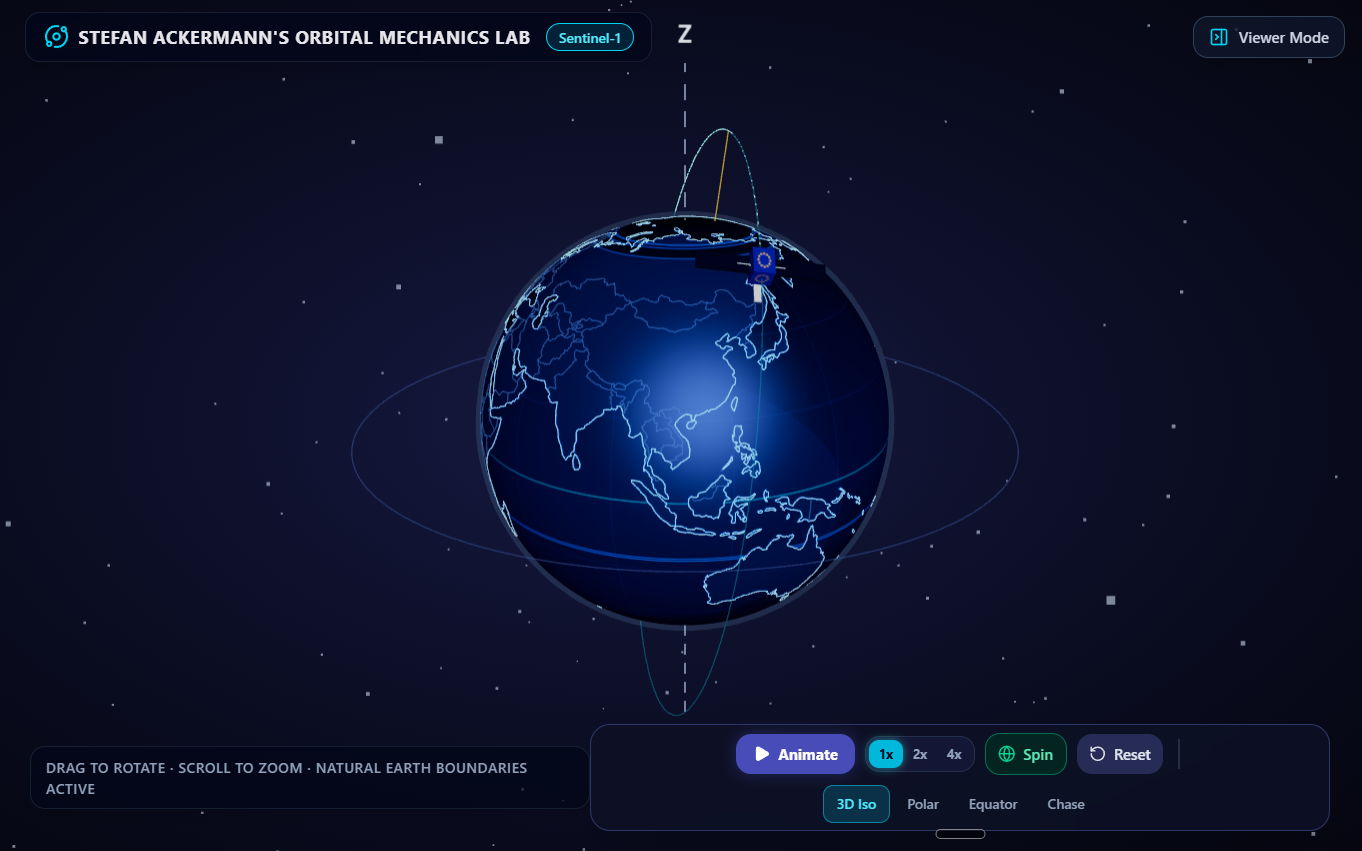 STEFAN ACKERMANN'S ORBITAL MECHANICS LAB
Sentinel-1
Z
Viewer Mode
DRAG TO ROTATE · SCROLL TO ZOOM · NATURAL EARTH BOUNDARIES
ACTIVE
Animate
1x
2x
4x
Spin
Reset
3D Iso
Polar
Equator
Chase